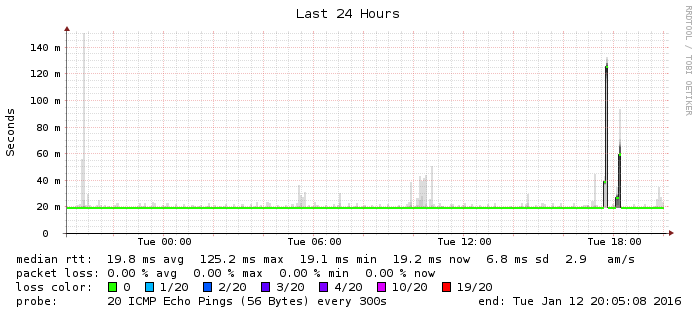 Last 24 Hours
RRDTOOL / TOBI OETIKER
Seconds
140 m
120 m
100 m
80 m
60 m
40 m
20 m
0
Tue 00:00 Tue 06:00 Tue 12:00 Tue 18:00
median rtt: 19.8 ms avg 125.2 ms max 19.1 ms min 19.2 ms now 6.8 ms sd 2.9 am/s
packet loss: 0.00 % avg 0.00 % max 0.00 % min 0.00 % now
loss color: 0 1/20 2/20 3/20 4/20 10/20 19/20
probe: 20 ICMP Echo Pings (56 Bytes) every 300s end: Tue Jan 12 20:05:08 2016